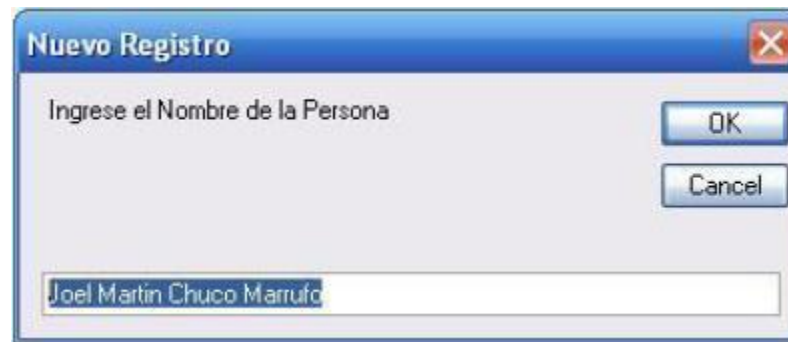 Nuevo Registro
Ingrese el Nombre de la Persona
OK
Cancel
Joel Martin Chuco Marrufo